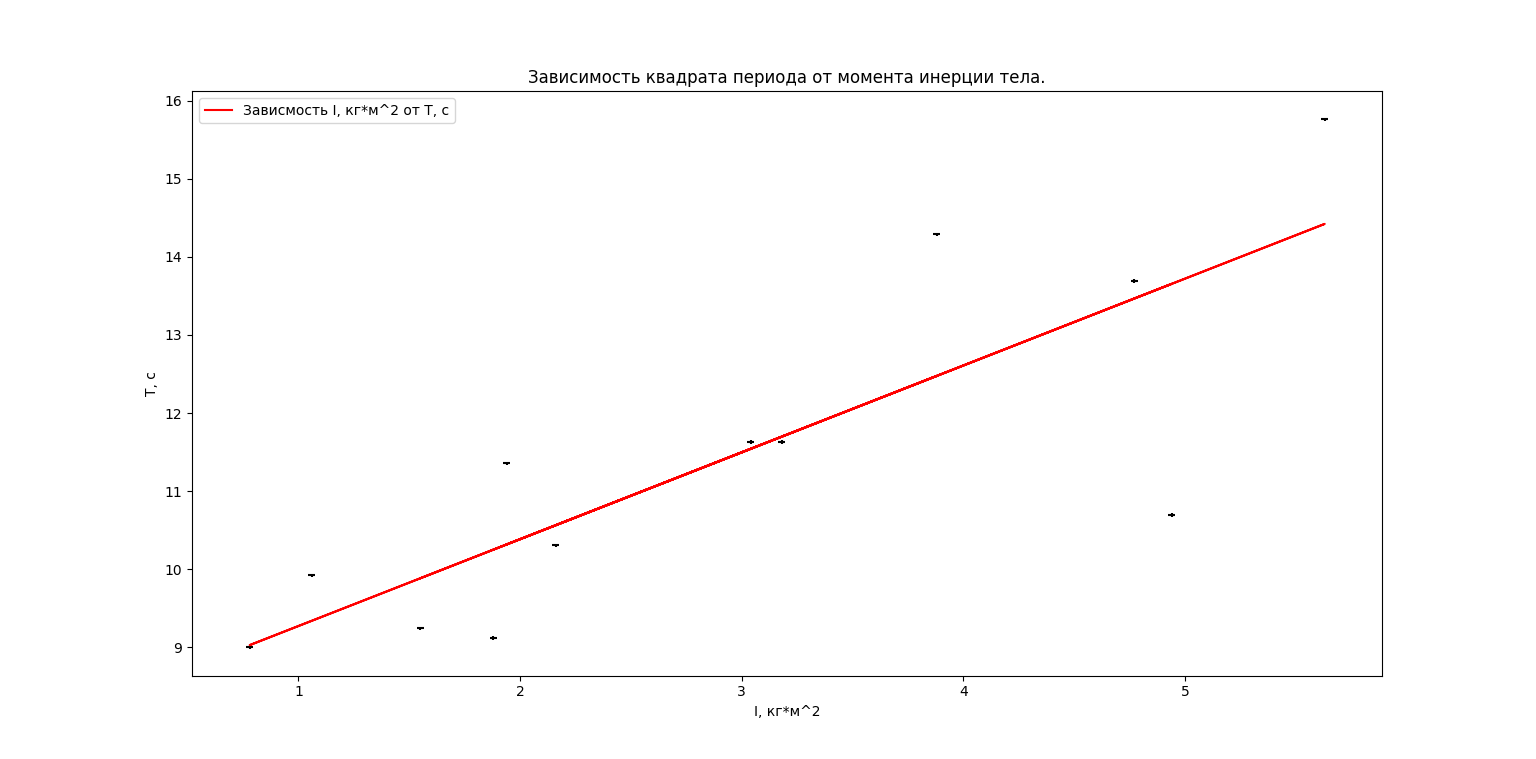 Зависимость квадрата периода от момента инерции тела.
Зависмость I, кг*м^2 от T, с
16
15
14
13
12
11
10
9
T, с
1 2 3 4 5
I, кг*м^2